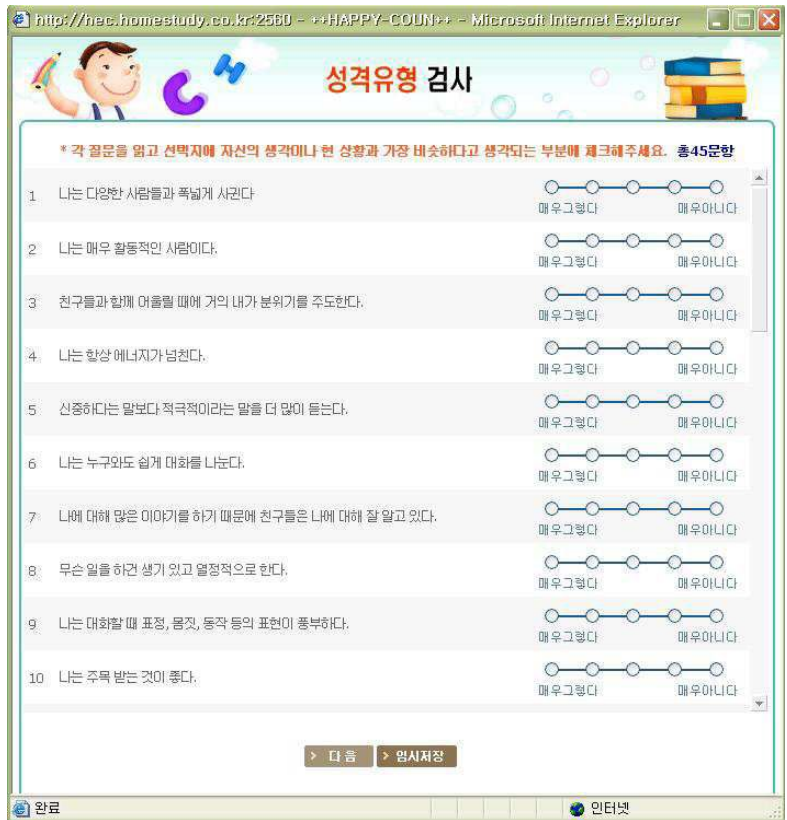 http://hec.homestudy.co.kr:2560 - ++HAPPY-COUN++ - Microsoft Internet Explorer
성격유형 검사
* 각 질문을 읽고 선택지에 자신의 생각이나 현 상황과 가장 비슷하다고 생각되는 부분에 체크해주세요. 총45문항
1 나는 다양한 사람들과 폭넓게 사귄다
매우그렇다 매우아니다
2 나는 매우 활동적인 사람이다.
매우그렇다 매우아니다
3 친구들과 함께 어울릴 때에 거의 내가 분위기를 주도한다.
매우그렇다 매우아니다
4 나는 항상 에너지가 넘친다.
매우그렇다 매우아니다
5 신중하다는 말보다 적극적이라는 말을 더 많이 듣는다.
매우그렇다 매우아니다
6 나는 누구와도 쉽게 대화를 나눈다.
매우그렇다 매우아니다
7 나에 대해 많은 이야기를 하기 때문에 친구들은 나에 대해 잘 알고 있다.
매우그렇다 매우아니다
8 무슨 일을 하건 생기 있고 열정적으로 한다.
매우그렇다 매우아니다
9 나는 대화할 때 표정, 몸짓, 동작 등의 표현이 풍부하다.
매우그렇다 매우아니다
10 나는 주목 받는 것이 좋다.
매우그렇다 매우아니다
다음 임시저장
완료 인터넷